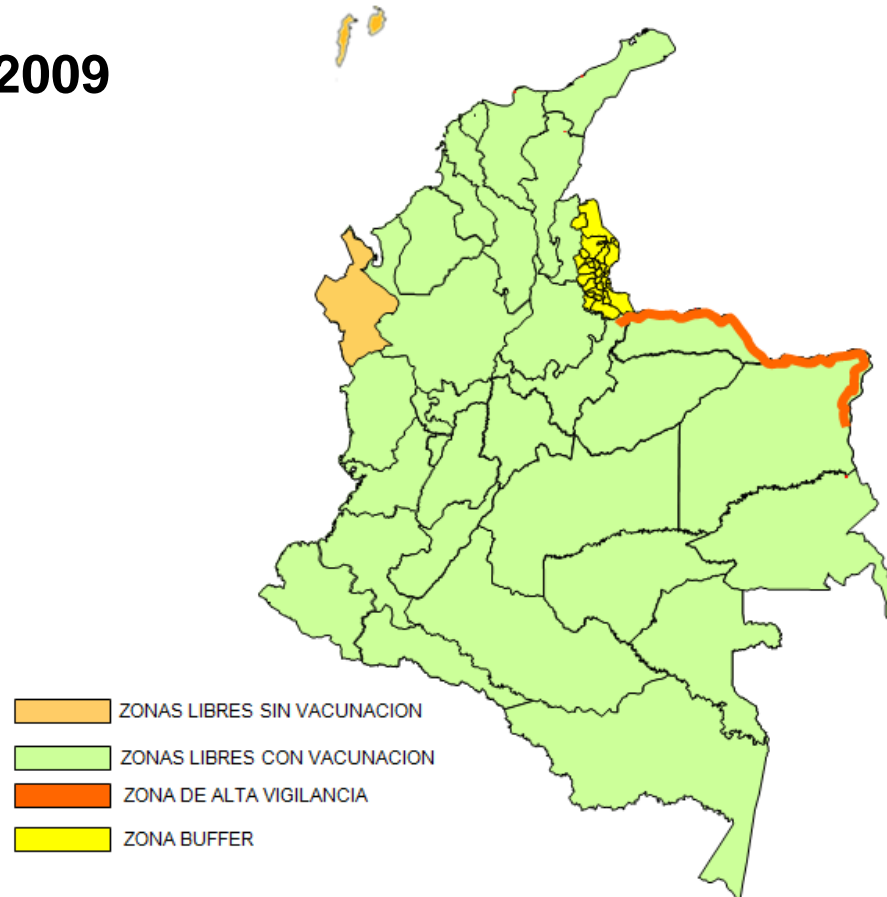 2009
ZONAS LIBRES SIN VACUNACION
ZONAS LIBRES CON VACUNACION
ZONA DE ALTA VIGILANCIA
ZONA BUFFER